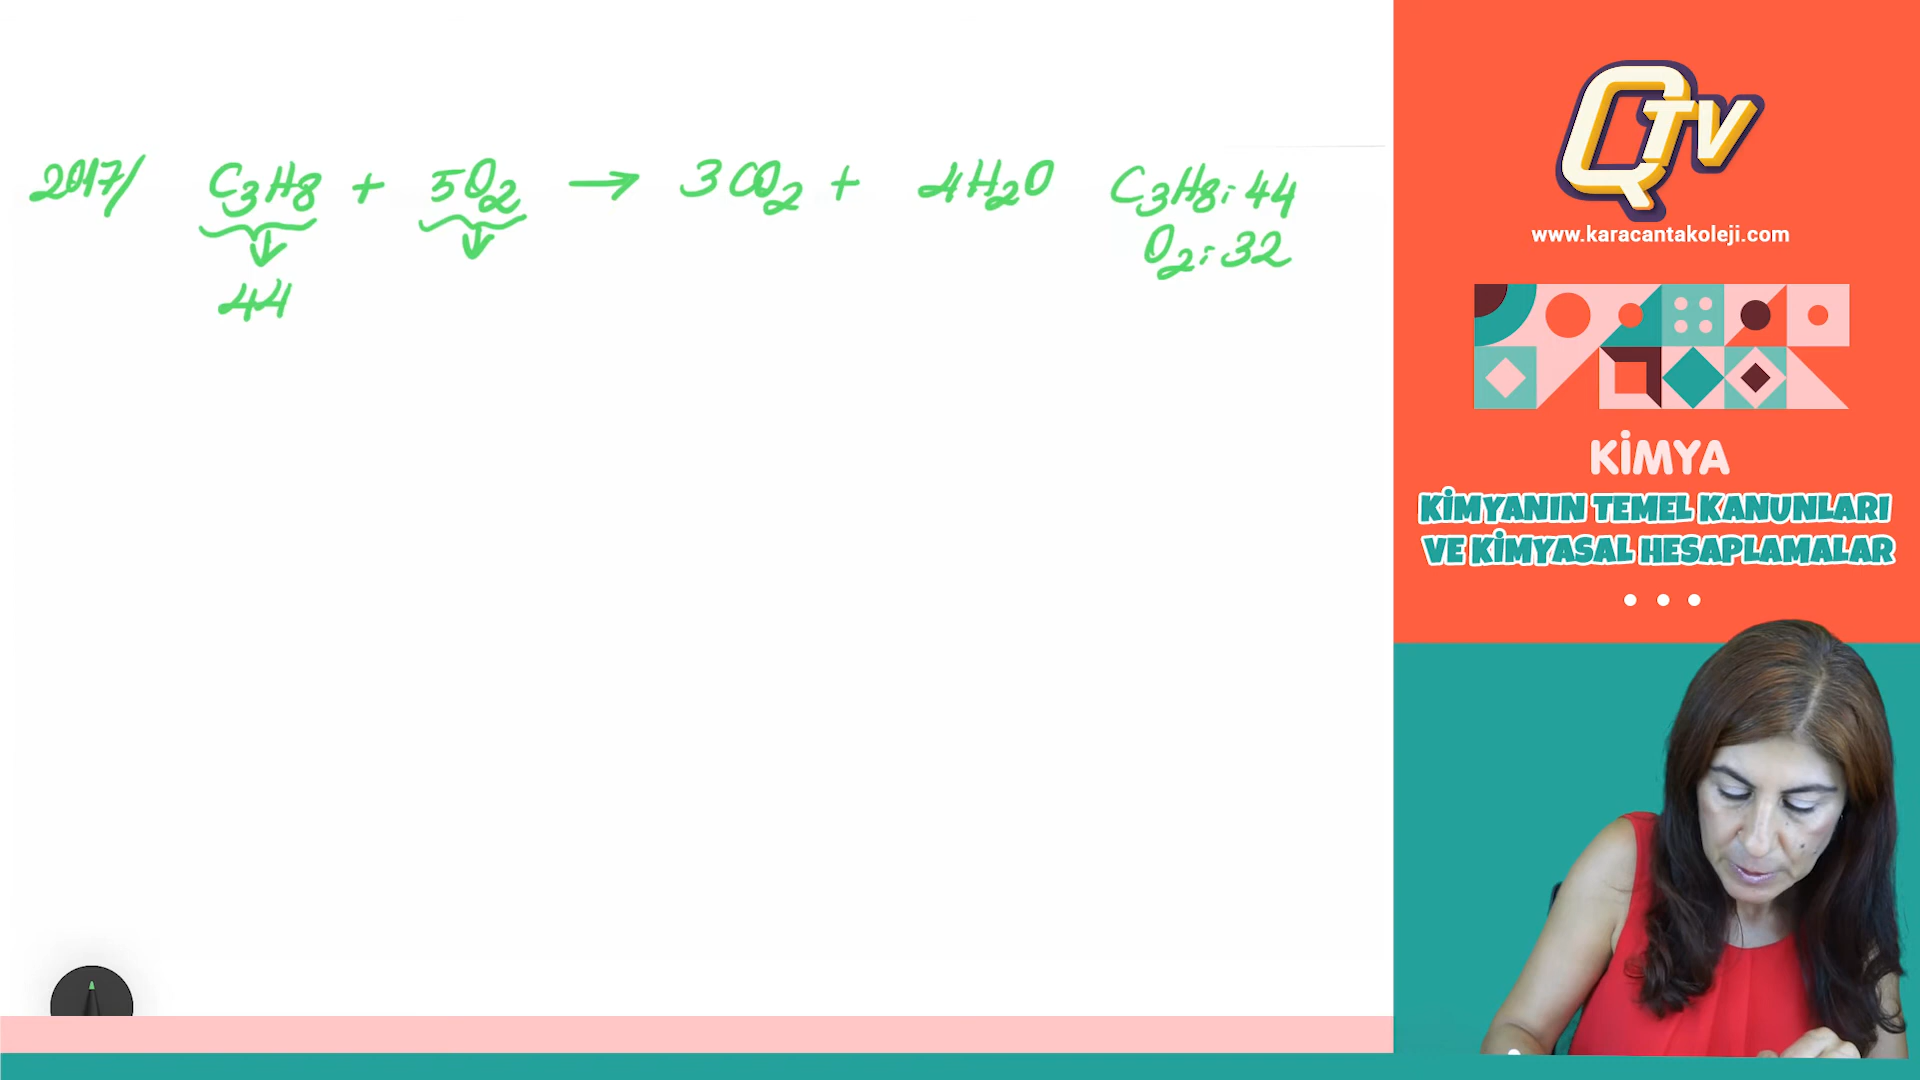 2017/ C₃H₈ + 5O₂ → 3CO₂ + 4H₂O C₃H₈: 44
O₂: 32
44
QTV
www.karacantakoleji.com
KİMYA
KİMYANIN TEMEL KANUNLARI
VE KİMYASAL HESAPLAMALAR